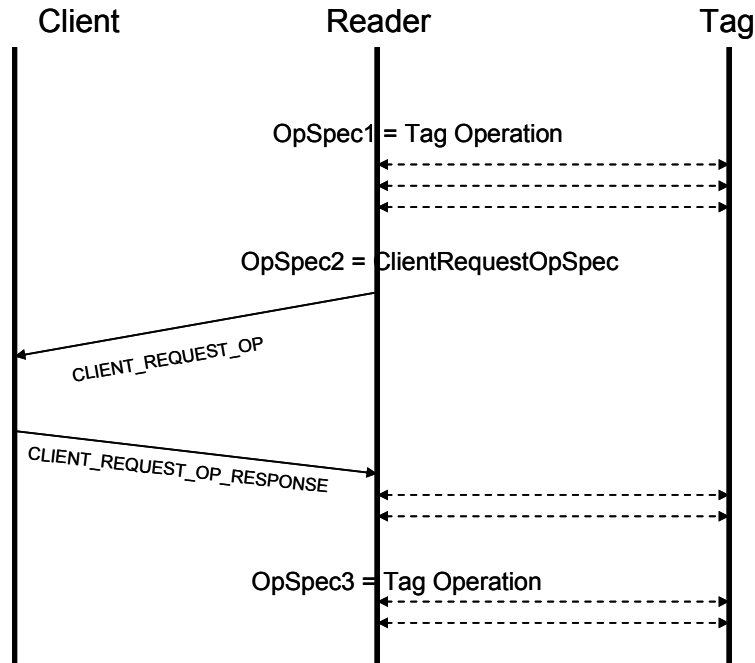 Client Reader Tag
OpSpec1 = Tag Operation
OpSpec2 = ClientRequestOpSpec
CLIENT_REQUEST_OP
CLIENT_REQUEST_OP_RESPONSE
OpSpec3 = Tag Operation